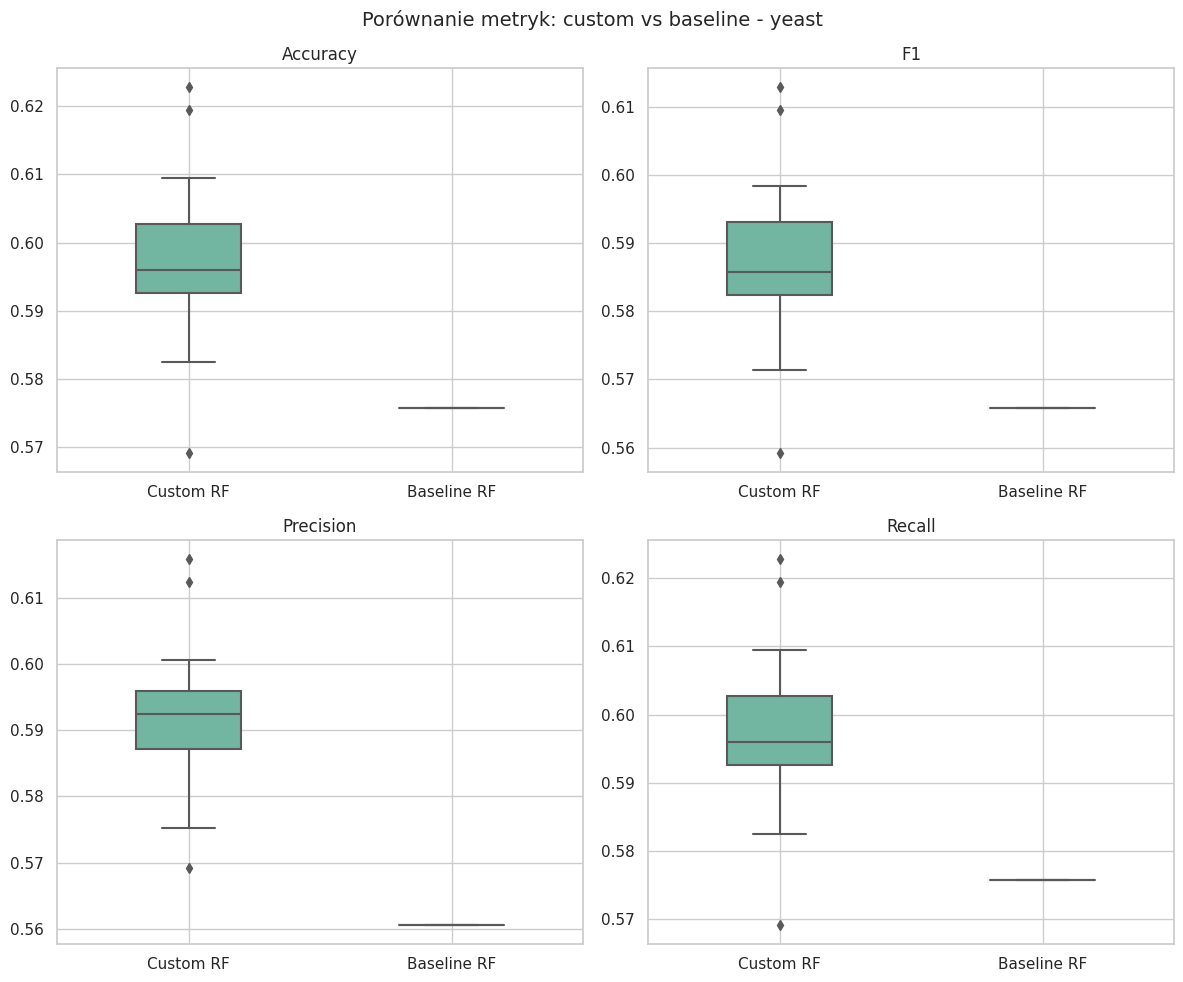 Porównanie metryk: custom vs baseline - yeast
Accuracy
0.62
0.61
0.60
0.59
0.58
0.57
Custom RF
Baseline RF
F1
0.61
0.60
0.59
0.58
0.57
0.56
Custom RF
Baseline RF
Precision
0.61
0.60
0.59
0.58
0.57
0.56
Custom RF
Baseline RF
Recall
0.62
0.61
0.60
0.59
0.58
0.57
Custom RF
Baseline RF